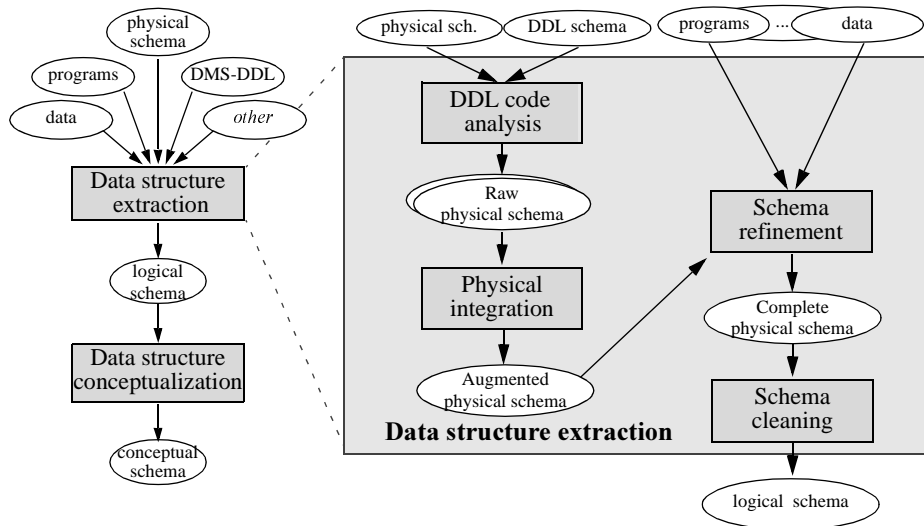 physical
schema
programs
DMS-DDL
data
other
Data structure
extraction
logical
schema
Data structure
conceptualization
conceptual
schema
physical sch.
DDL schema
programs
...
data
DDL code
analysis
Raw
physical schema
Physical
integration
Augmented
physical schema
Schema
refinement
Complete
physical schema
Schema
cleaning
Data structure extraction
logical schema